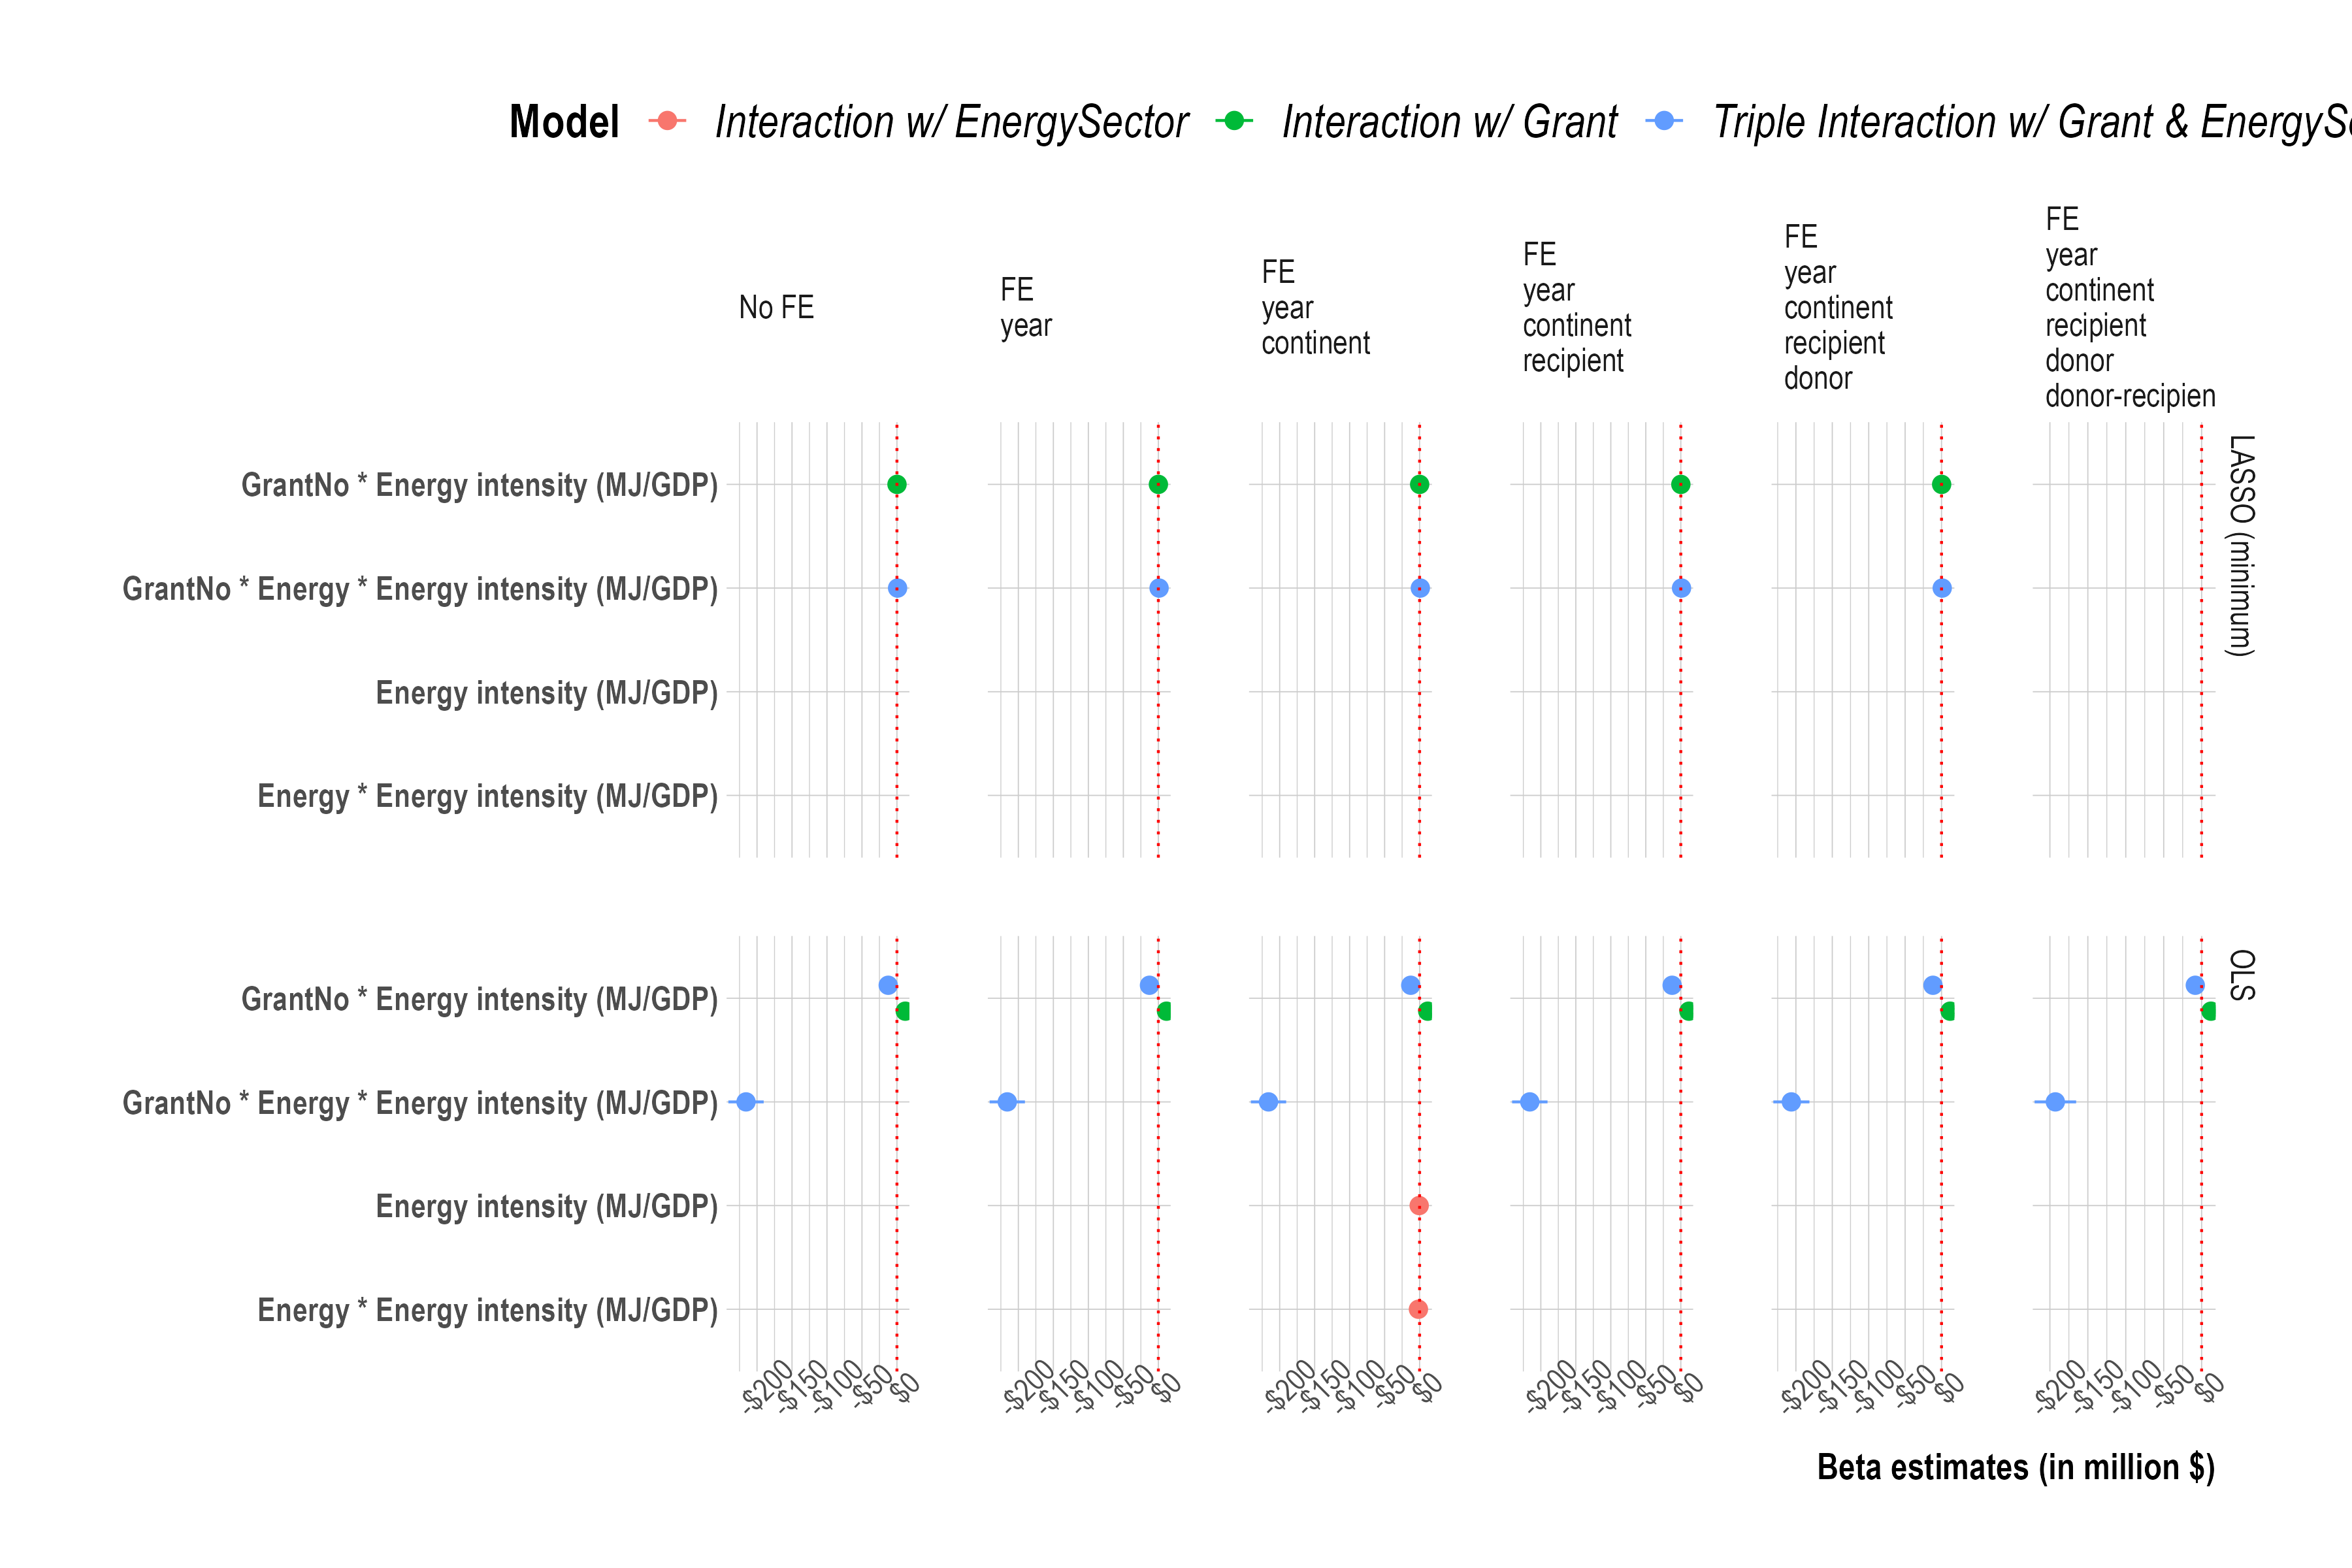 Model Interaction w/ EnergySector Interaction w/ Grant Triple Interaction w/ Grant &
No FE
FE
year
FE
year
continent
FE
year
continent
recipient
FE
year
continent
recipient
donor
FE
year
continent
recipient
donor
donor-recipien
LASSO (minimum)
GrantNo * Energy intensity (MJ/GDP)
GrantNo * Energy * Energy intensity (MJ/GDP)
Energy intensity (MJ/GDP)
Energy * Energy intensity (MJ/GDP)
OLS
GrantNo * Energy intensity (MJ/GDP)
GrantNo * Energy * Energy intensity (MJ/GDP)
Energy intensity (MJ/GDP)
Energy * Energy intensity (MJ/GDP)
-$200 -$150 -$100 -$50 $0
-$200 -$150 -$100 -$50 $0
-$200 -$150 -$100 -$50 $0
-$200 -$150 -$100 -$50 $0
-$200 -$150 -$100 -$50 $0
-$200 -$150 -$100 -$50 $0
Beta estimates (in million $)